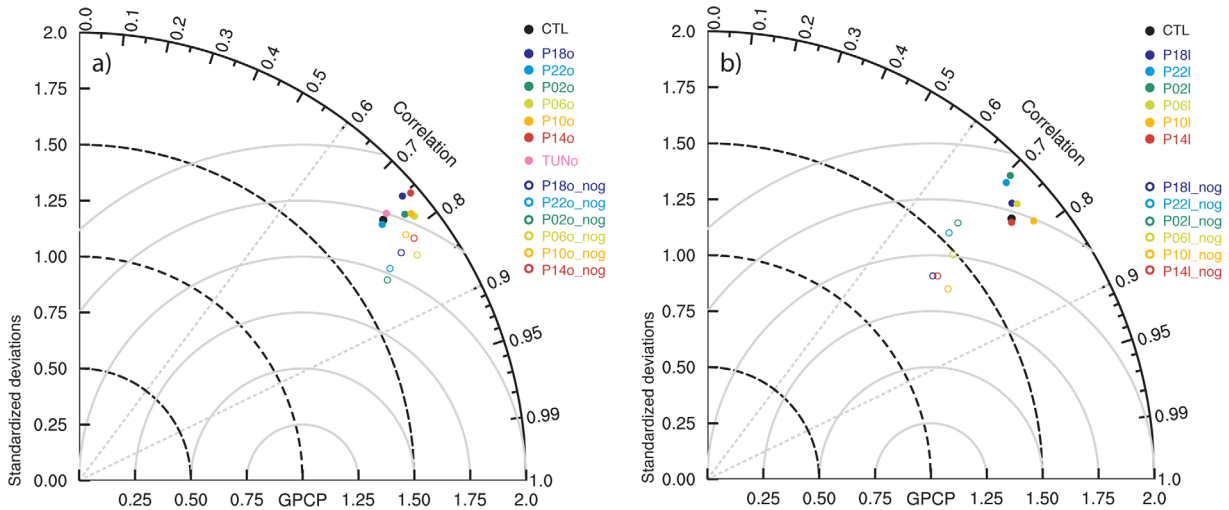 a)
2.0
1.75
1.50
1.25
1.00
0.75
0.50
0.25
0.00
Standardized deviations
0.25
0.50
0.75
GPCP
1.25
1.50
1.75
2.0
0.0
0.1
0.2
0.3
0.4
0.5
0.6
0.7
0.8
0.9
0.95
0.99
1.0
Correlation
CTL
P18o
P22o
P02o
P06o
P10o
P14o
TUNo
P18o_nog
P22o_nog
P02o_nog
P06o_nog
P10o_nog
P14o_nog
b)
2.0
1.75
1.50
1.25
1.00
0.75
0.50
0.25
0.00
Standardized deviations
0.25
0.50
0.75
GPCP
1.25
1.50
1.75
2.0
0.0
0.1
0.2
0.3
0.4
0.5
0.6
0.7
0.8
0.9
0.95
0.99
1.0
Correlation
CTL
P18l
P22l
P02l
P06l
P10l
P14l
P18l_nog
P22l_nog
P02l_nog
P06l_nog
P10l_nog
P14l_nog